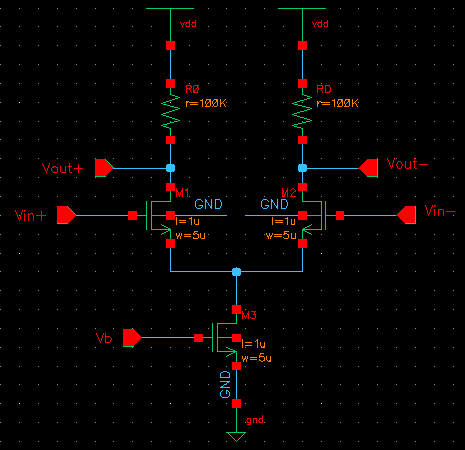 vdd
vdd
R0
r=100K
RD
r=100K
Vout+
Vout-
M1
M2
GND
GND
Vin+
Vin-
l=1u
w=5u
l=1u
w=5u
M3
Vb
l=1u
w=5u
GND
gnd